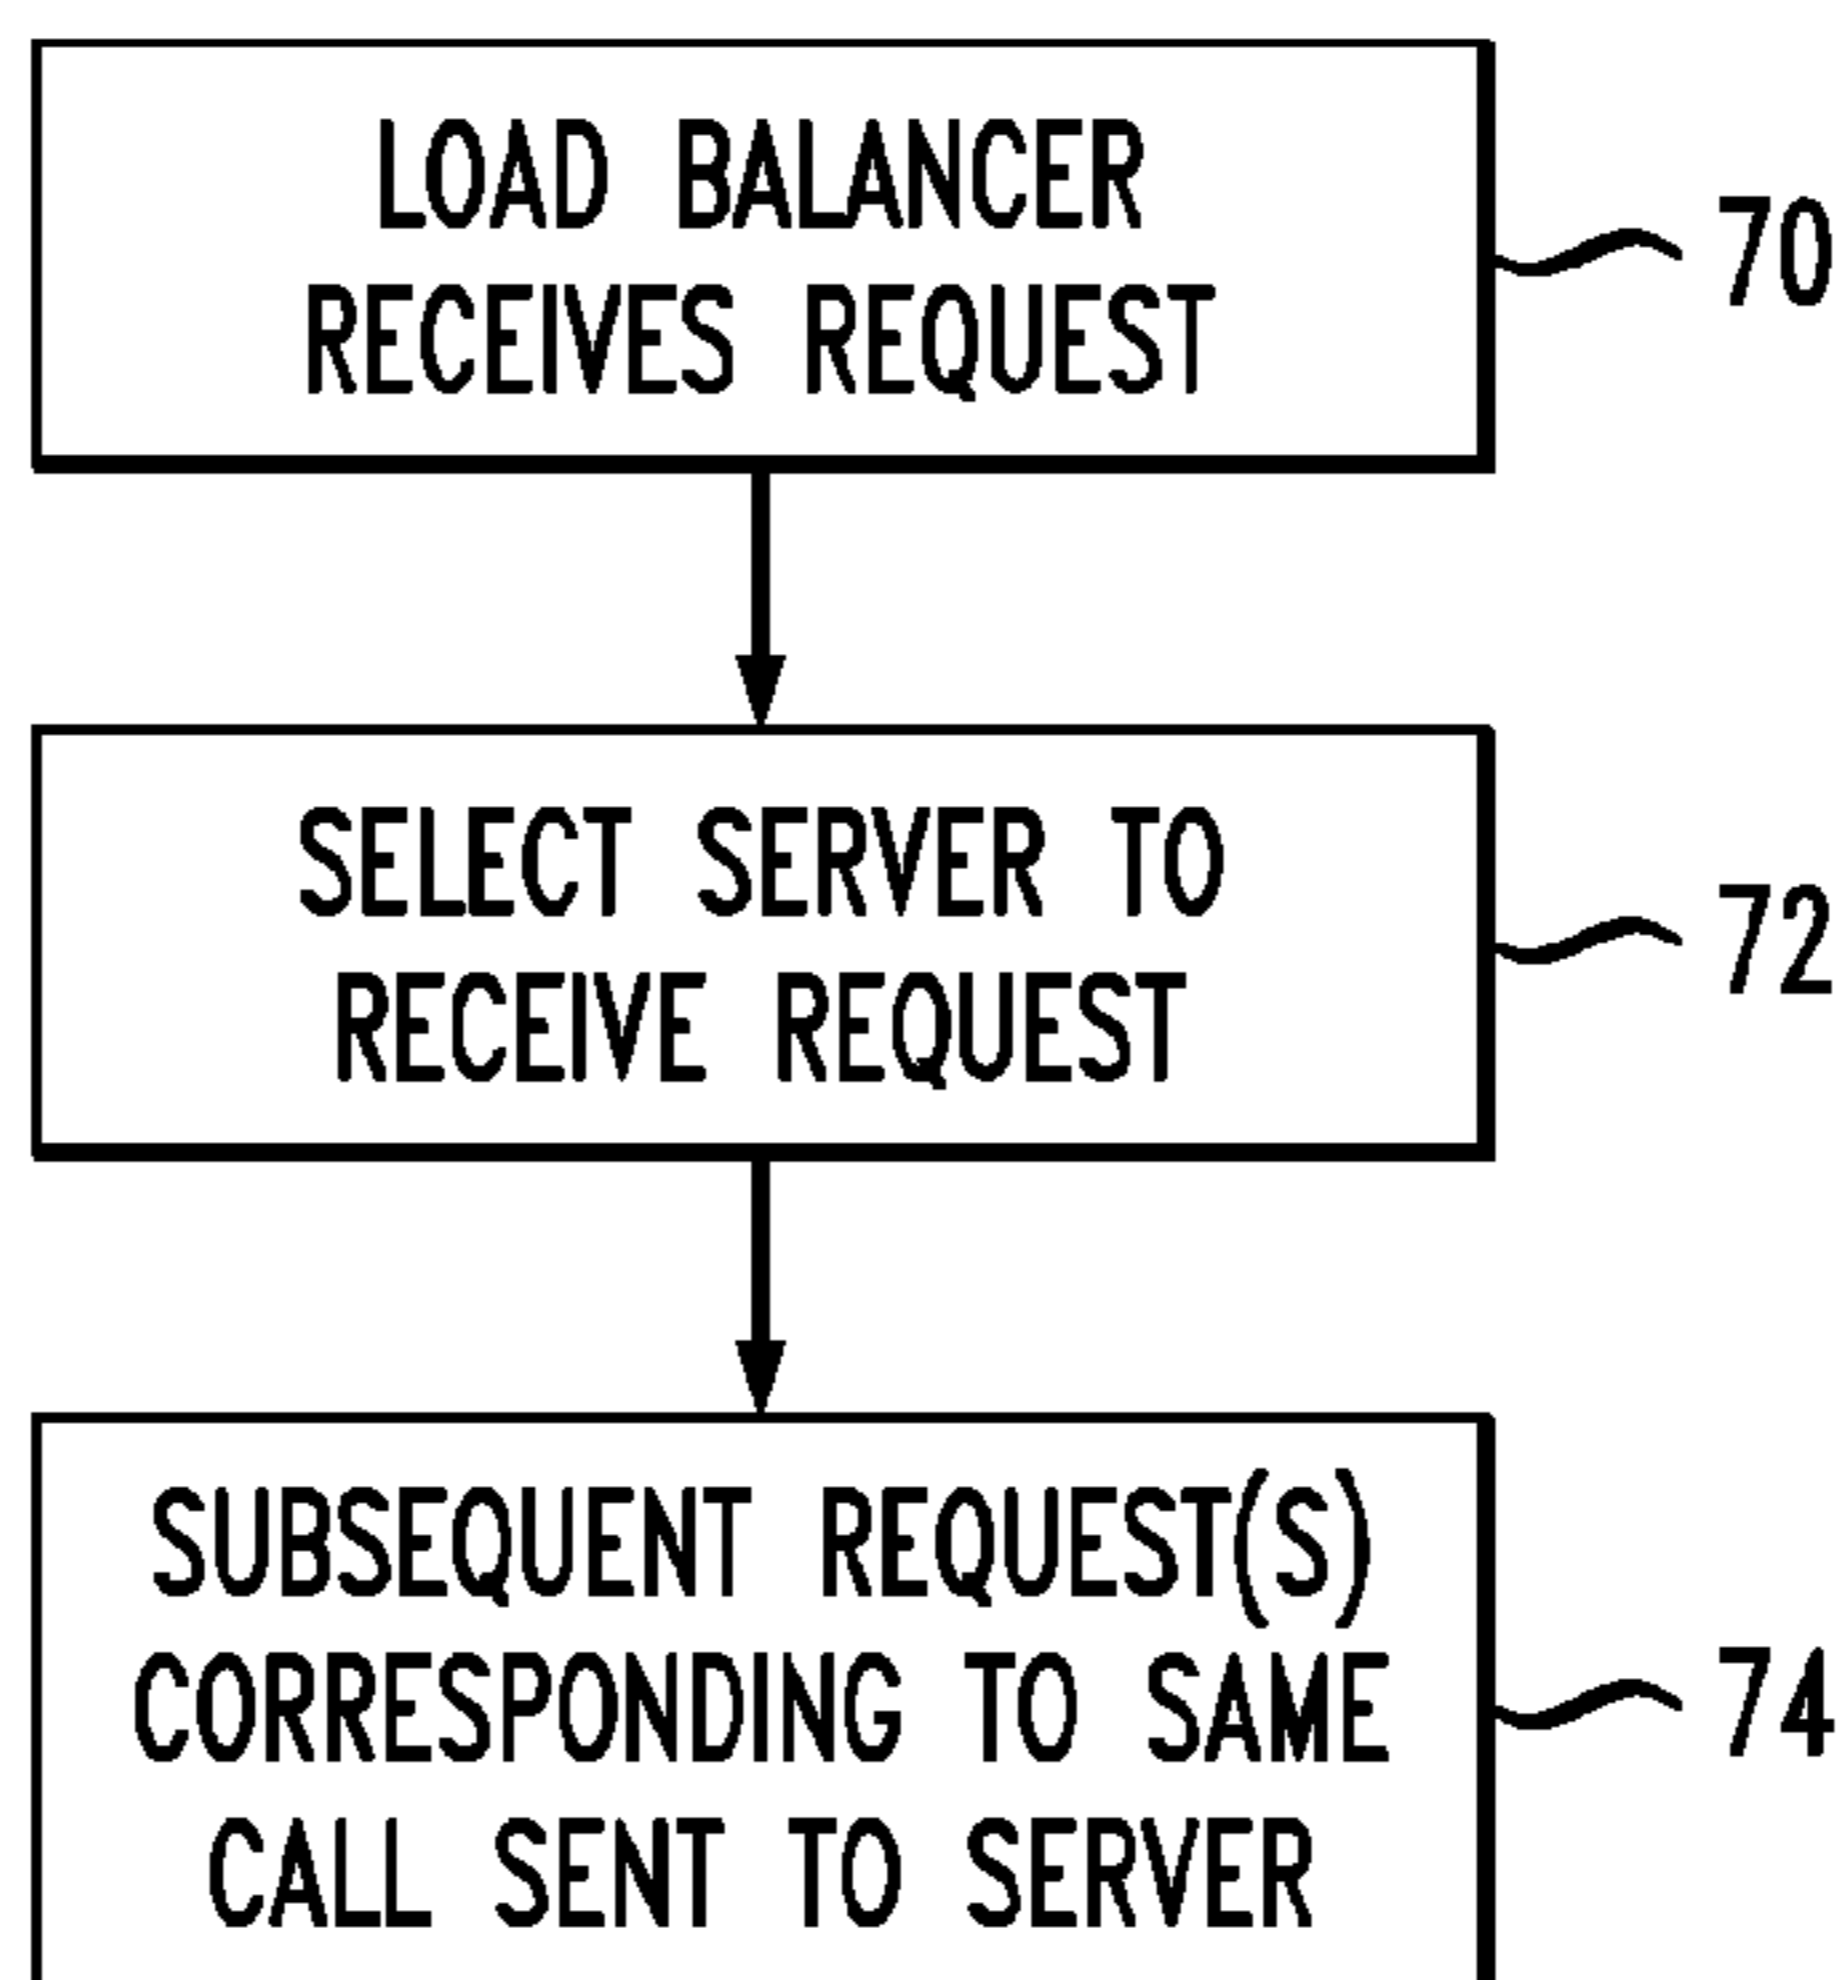 LOAD BALANCER
RECEIVES REQUEST
70
SELECT SERVER TO
RECEIVE REQUEST
72
SUBSEQUENT REQUEST(S)
CORRESPONDING TO SAME
CALL SENT TO SERVER
74